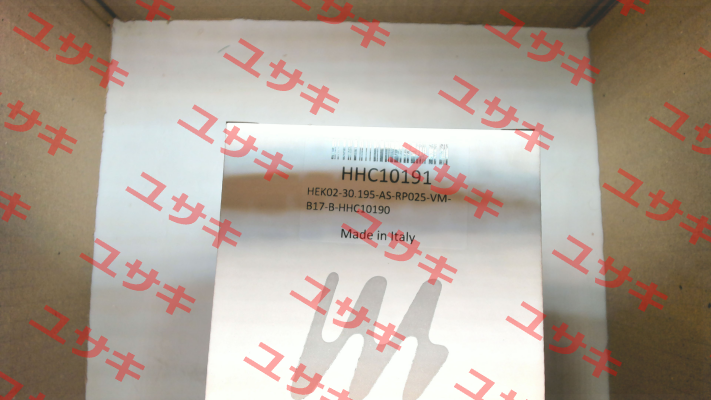 HHC10191
HEK02-30.195-AS-RP025-VM-
B17-B-HHC10190
Made in Italy
ユサキ